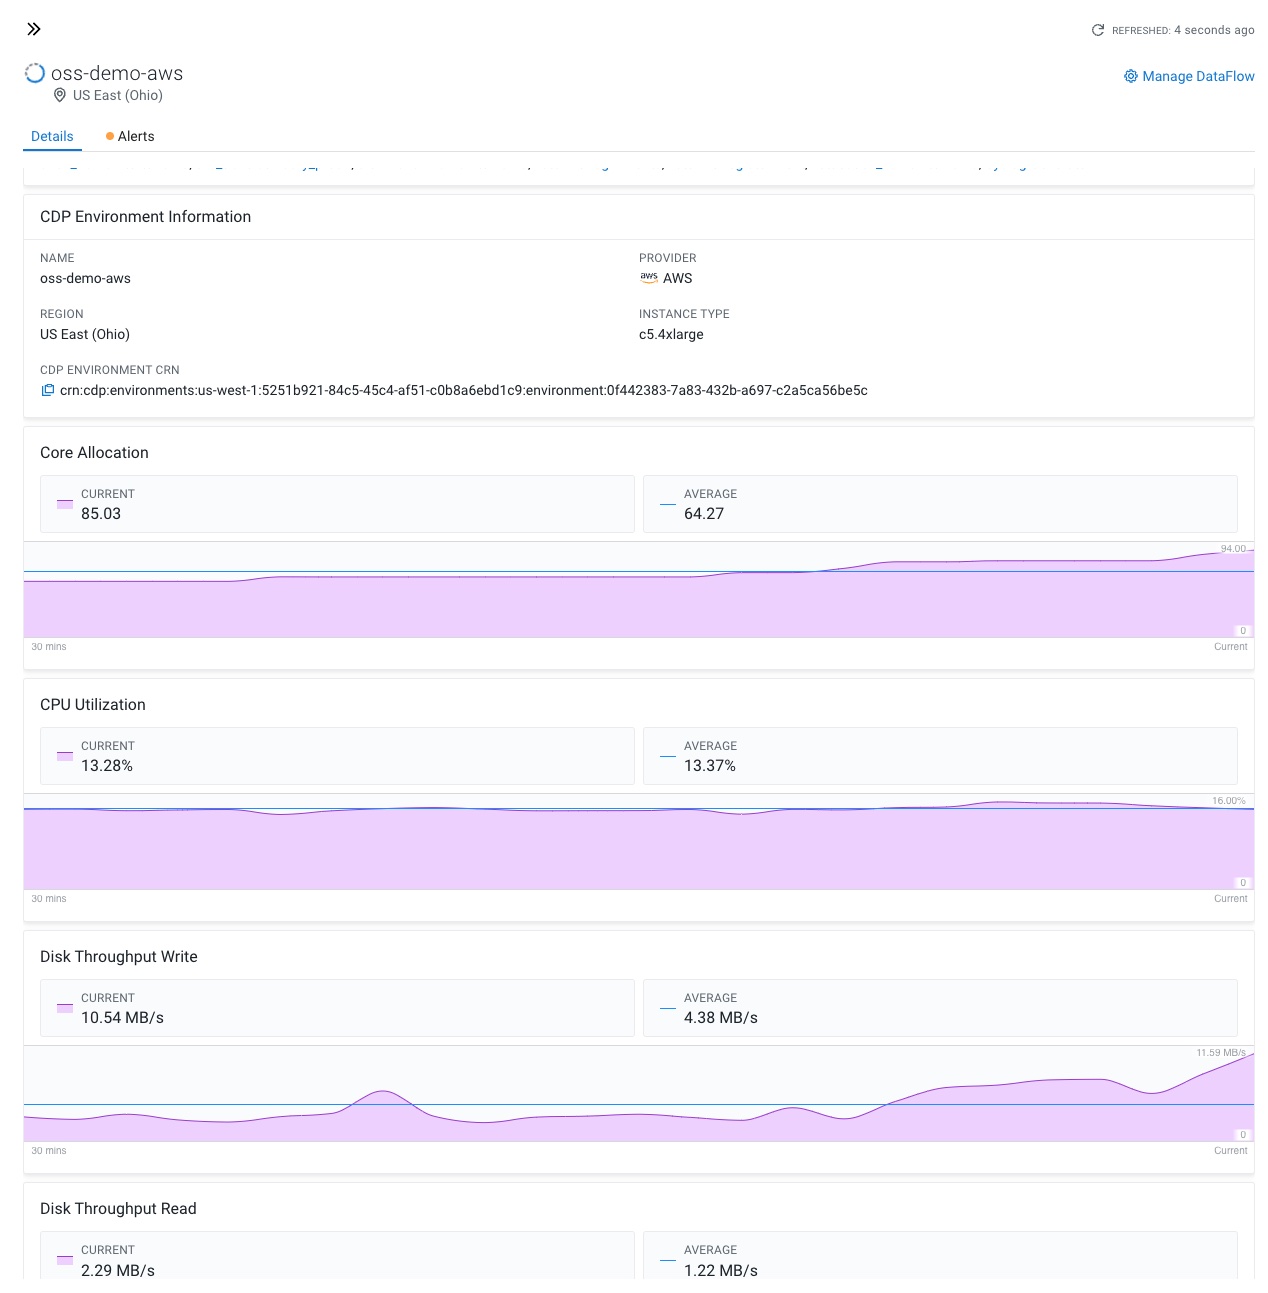 REFRESHED: 4 seconds ago
oss-demo-aws
Manage DataFlow
US East (Ohio)
Details
Alerts
CDP Environment Information
NAME
PROVIDER
oss-demo-aws
aws AWS
REGION
INSTANCE TYPE
US East (Ohio)
c5.4xlarge
CDP ENVIRONMENT CRN
crn:cdp:environments:us-west-1:5251b921-84c5-45c4-af51-c0b8a6ebd1c9:environment:0f442383-7a83-432b-a697-c2a5ca56be5c
Core Allocation
CURRENT
85.03
AVERAGE
64.27
94.00
0
30 mins
Current
CPU Utilization
CURRENT
13.28%
AVERAGE
13.37%
16.00%
0
30 mins
Current
Disk Throughput Write
CURRENT
10.54 MB/s
AVERAGE
4.38 MB/s
11.59 MB/s
0
30 mins
Current
Disk Throughput Read
CURRENT
2.29 MB/s
AVERAGE
1.22 MB/s